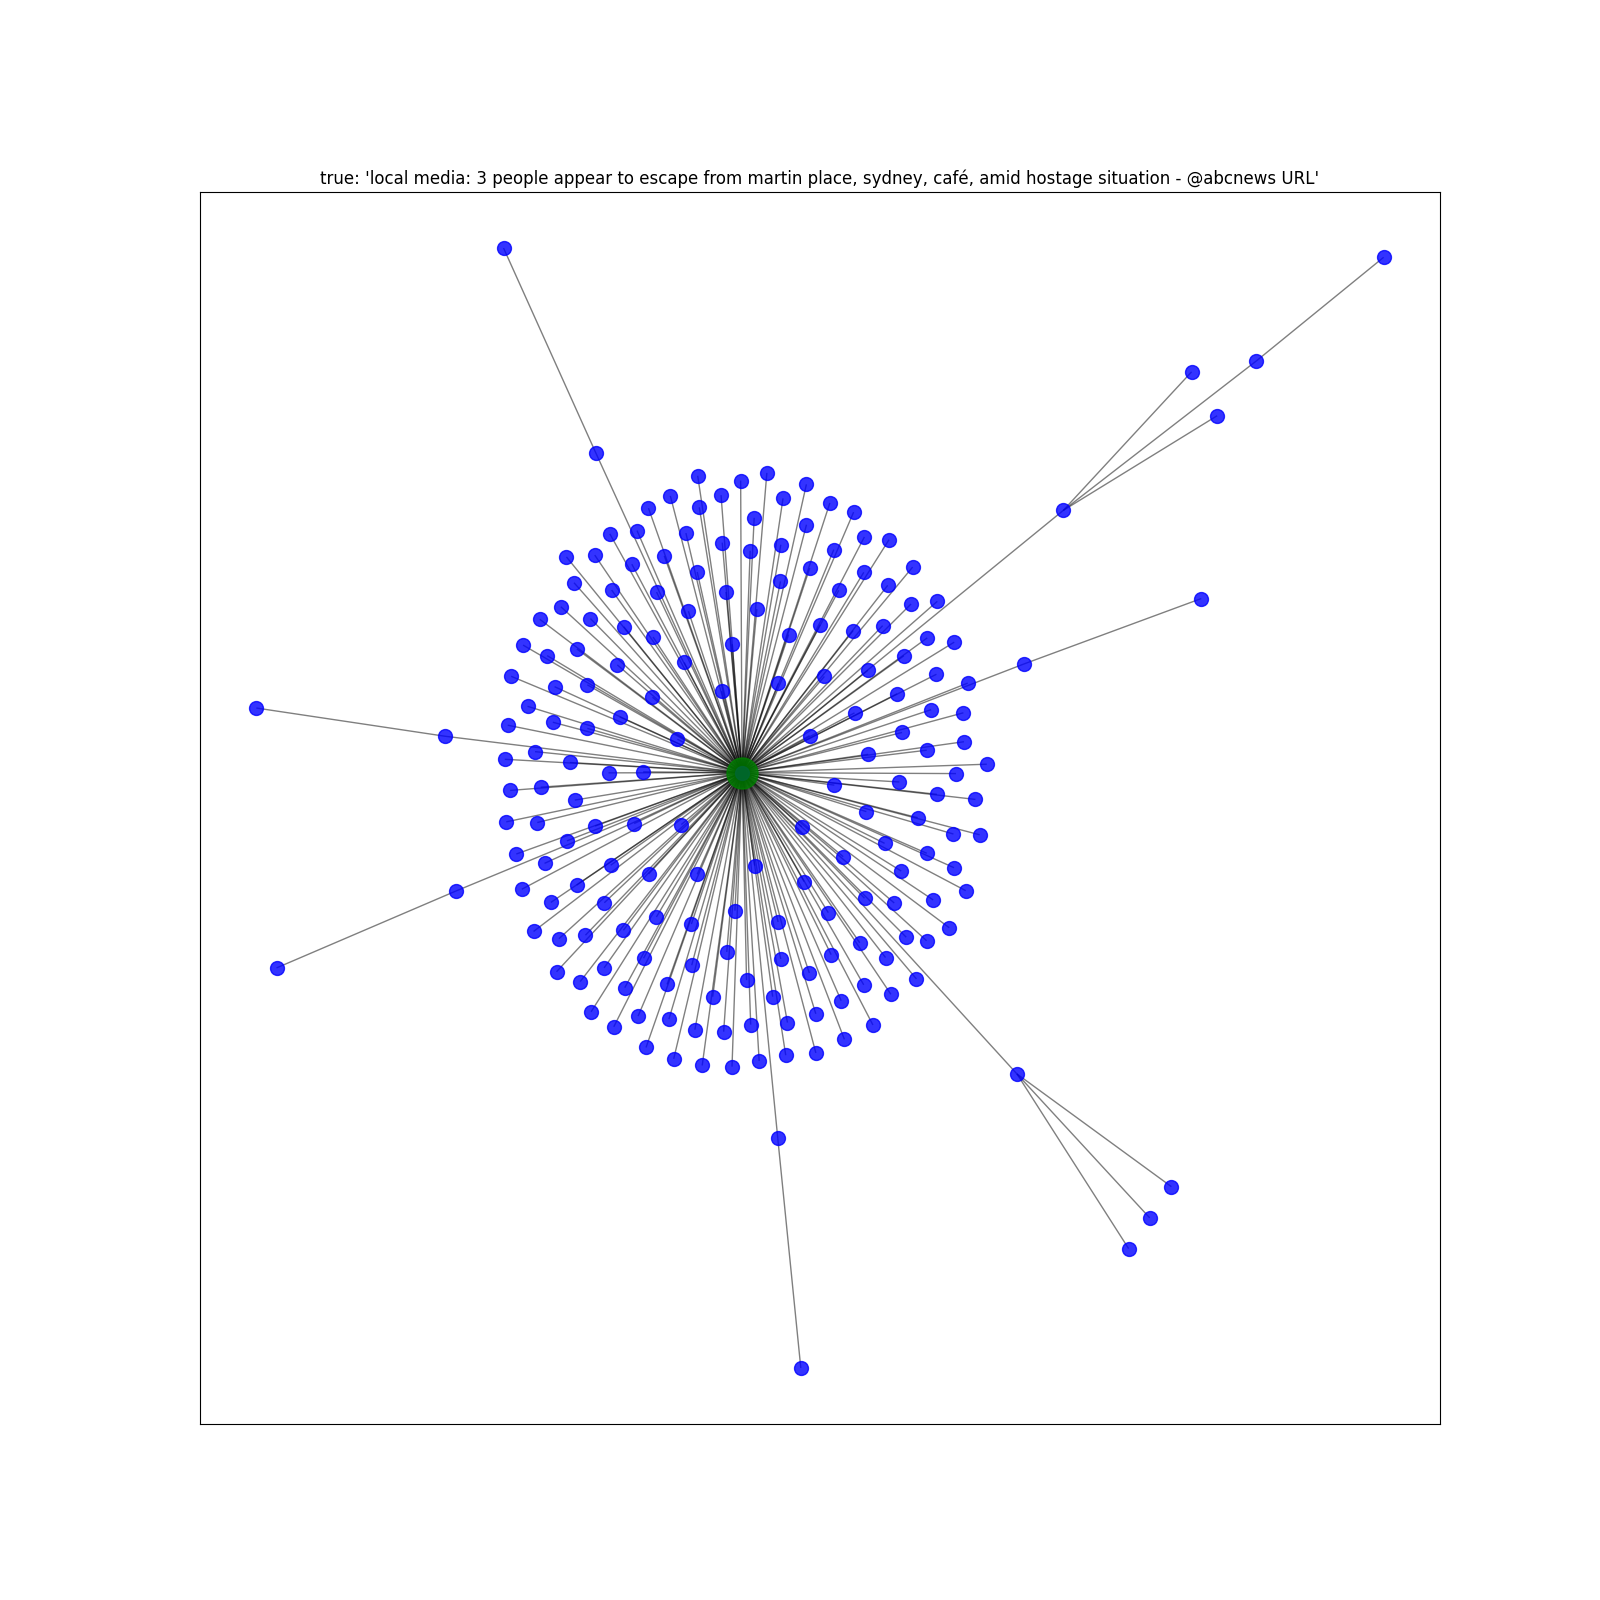 true: 'local media: 3 people appear to escape from martin place, sydney, café, amid hostage situation - @abcnews URL'